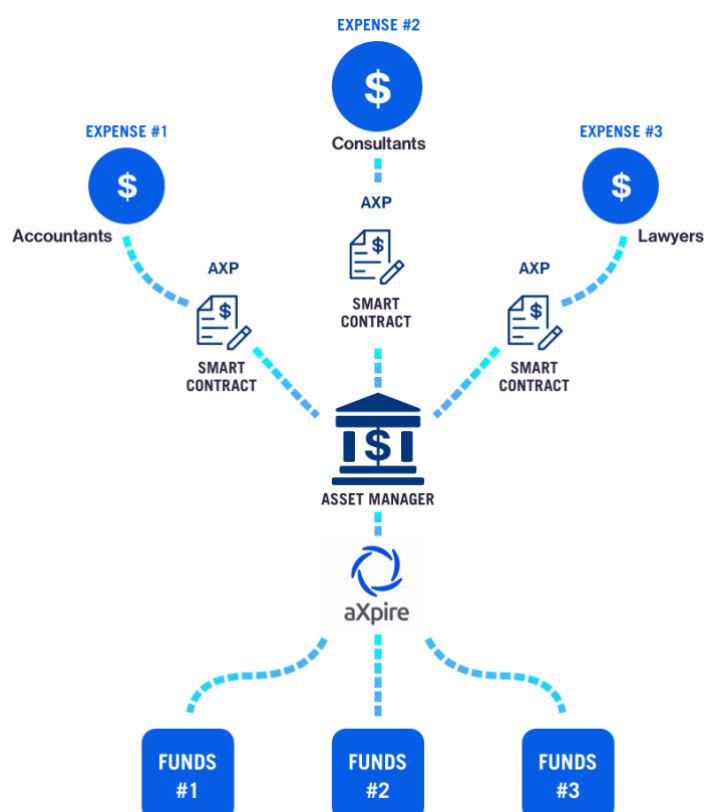 EXPENSE #2
$
Consultants
EXPENSE #1
$
Accountants
EXPENSE #3
$
Lawyers
AXP
$
SMART
CONTRACT
AXP
$
SMART
CONTRACT
AXP
$
SMART
CONTRACT
$
ASSET MANAGER
aXpire
FUNDS
#1
FUNDS
#2
FUNDS
#3